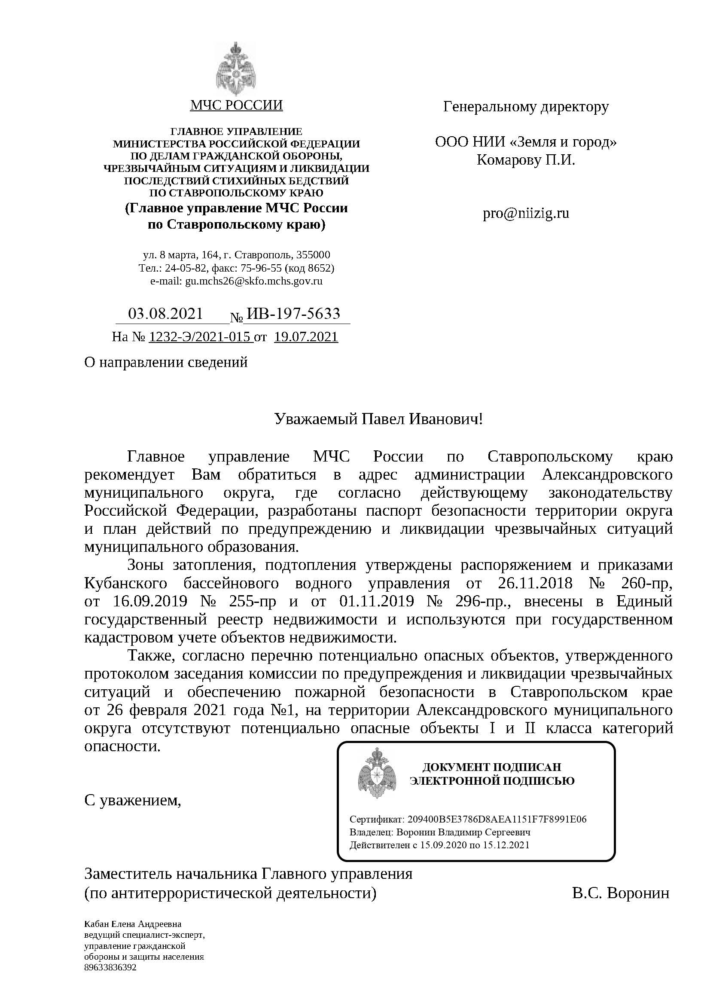 МЧС РОССИИ
ГЛАВНОЕ УПРАВЛЕНИЕ
МИНИСТЕРСТВА РОССИЙСКОЙ ФЕДЕРАЦИИ
ПО ДЕЛАМ ГРАЖДАНСКОЙ ОБОРОНЫ,
ЧРЕЗВЫЧАЙНЫМ СИТУАЦИЯМ И ЛИКВИДАЦИИ
ПОСЛЕДСТВИЙ СТИХИЙНЫХ БЕДСТВИЙ
ПО СТАВРОПОЛЬСКОМУ КРАЮ
(Главное управление МЧС России
по Ставропольскому краю)
ул. 8 марта, 164, г. Ставрополь, 355000
Тел.: 24-05-82, факс: 75-96-55 (код 8652)
e-mail: gu.mchs26@skfo.mchs.gov.ru
03.08.2021 № ИВ-197-5633
На № 1232-Э/2021-015 от 19.07.2021
О направлении сведений
Генеральному директору
ООО НИИ «Земля и город»
Комарову П.И.
pro@niizig.ru
Уважаемый Павел Иванович!
Главное управление МЧС России по Ставропольскому краю
рекомендует Вам обратиться в адрес администрации Александровского
муниципального округа, где согласно действующему законодательству
Российской Федерации, разработаны паспорт безопасности территории округа
и план действий по предупреждению и ликвидации чрезвычайных ситуаций
муниципального образования.
Зоны затопления, подтопления утверждены распоряжением и приказами
Кубанского бассейнового водного управления от 26.11.2018 № 260-пр,
от 16.09.2019 № 255-пр и от 01.11.2019 № 296-пр., внесены в Единый
государственный реестр недвижимости и используются при государственном
кадастровом учете объектов недвижимости.
Также, согласно перечню потенциально опасных объектов, утвержденного
протоколом заседания комиссии по предупреждения и ликвидации чрезвычайных
ситуаций и обеспечению пожарной безопасности в Ставропольском крае
от 26 февраля 2021 года №1, на территории Александровского муниципального
округа отсутствуют потенциально опасные объекты I и II класса категорий
опасности.
ДОКУМЕНТ ПОДПИСАН
ЭЛЕКТРОННОЙ ПОДПИСЬЮ
Сертификат: 209400B5E3786D8AEA1151F7F8991E06
Владелец: Воронин Владимир Сергеевич
Действителен с 15.09.2020 по 15.12.2021
С уважением,
Заместитель начальника Главного управления
(по антитеррористической деятельности) В.С. Воронин
Кабан Елена Андреевна
ведущий специалист-эксперт,
управление гражданской
обороны и защиты населения
89633836392